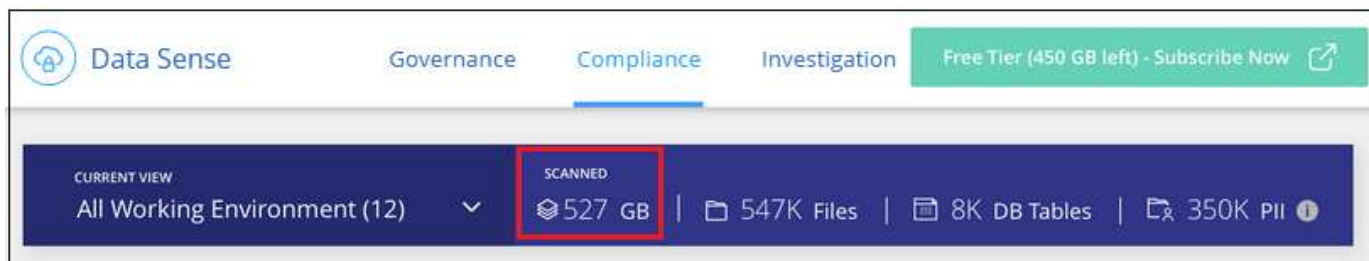 Data Sense Governance Compliance Investigation Free Tier (450 GB left) - Subscribe Now
CURRENT VIEW SCANNED
All Working Environment (12) 527 GB | 547K Files | 8K DB Tables | 350K PII